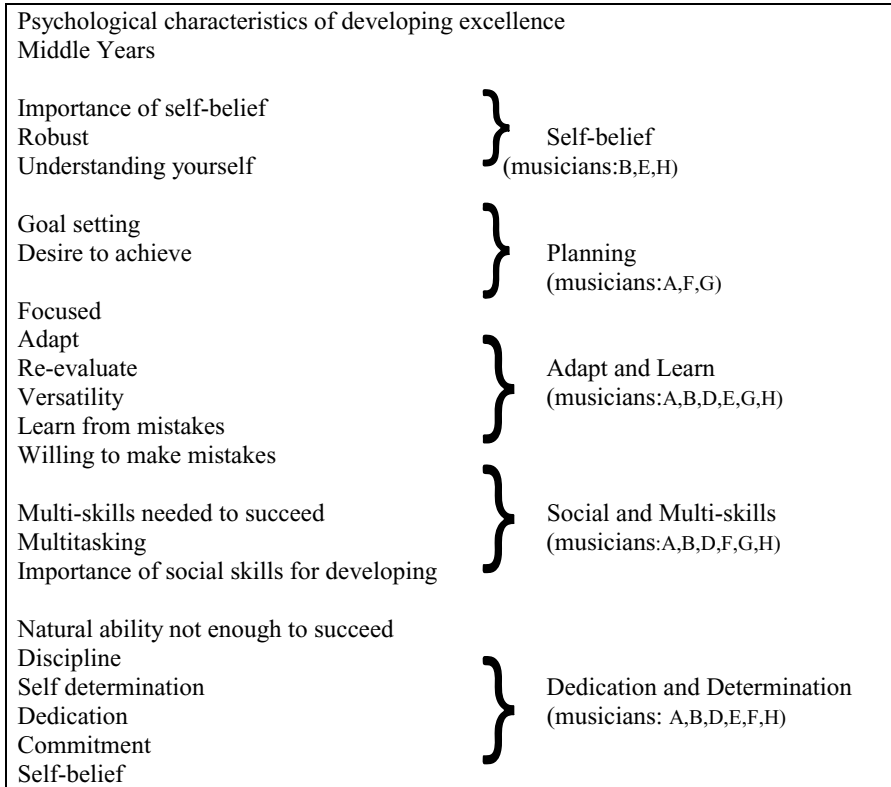 Psychological characteristics of developing excellence
Middle Years
Importance of self-belief
Robust Self-belief
Understanding yourself (musicians:B,E,H)
Goal setting
Desire to achieve Planning
(musicians:A,F,G)
Focused
Adapt
Re-evaluate Adapt and Learn
Versatility (musicians:A,B,D,E,G,H)
Learn from mistakes
Willing to make mistakes
Multi-skills needed to succeed Social and Multi-skills
Multitasking (musicians:A,B,D,F,G,H)
Importance of social skills for developing
Natural ability not enough to succeed
Discipline
Self determination Dedication and Determination
Dedication (musicians: A,B,D,E,F,H)
Commitment
Self-belief